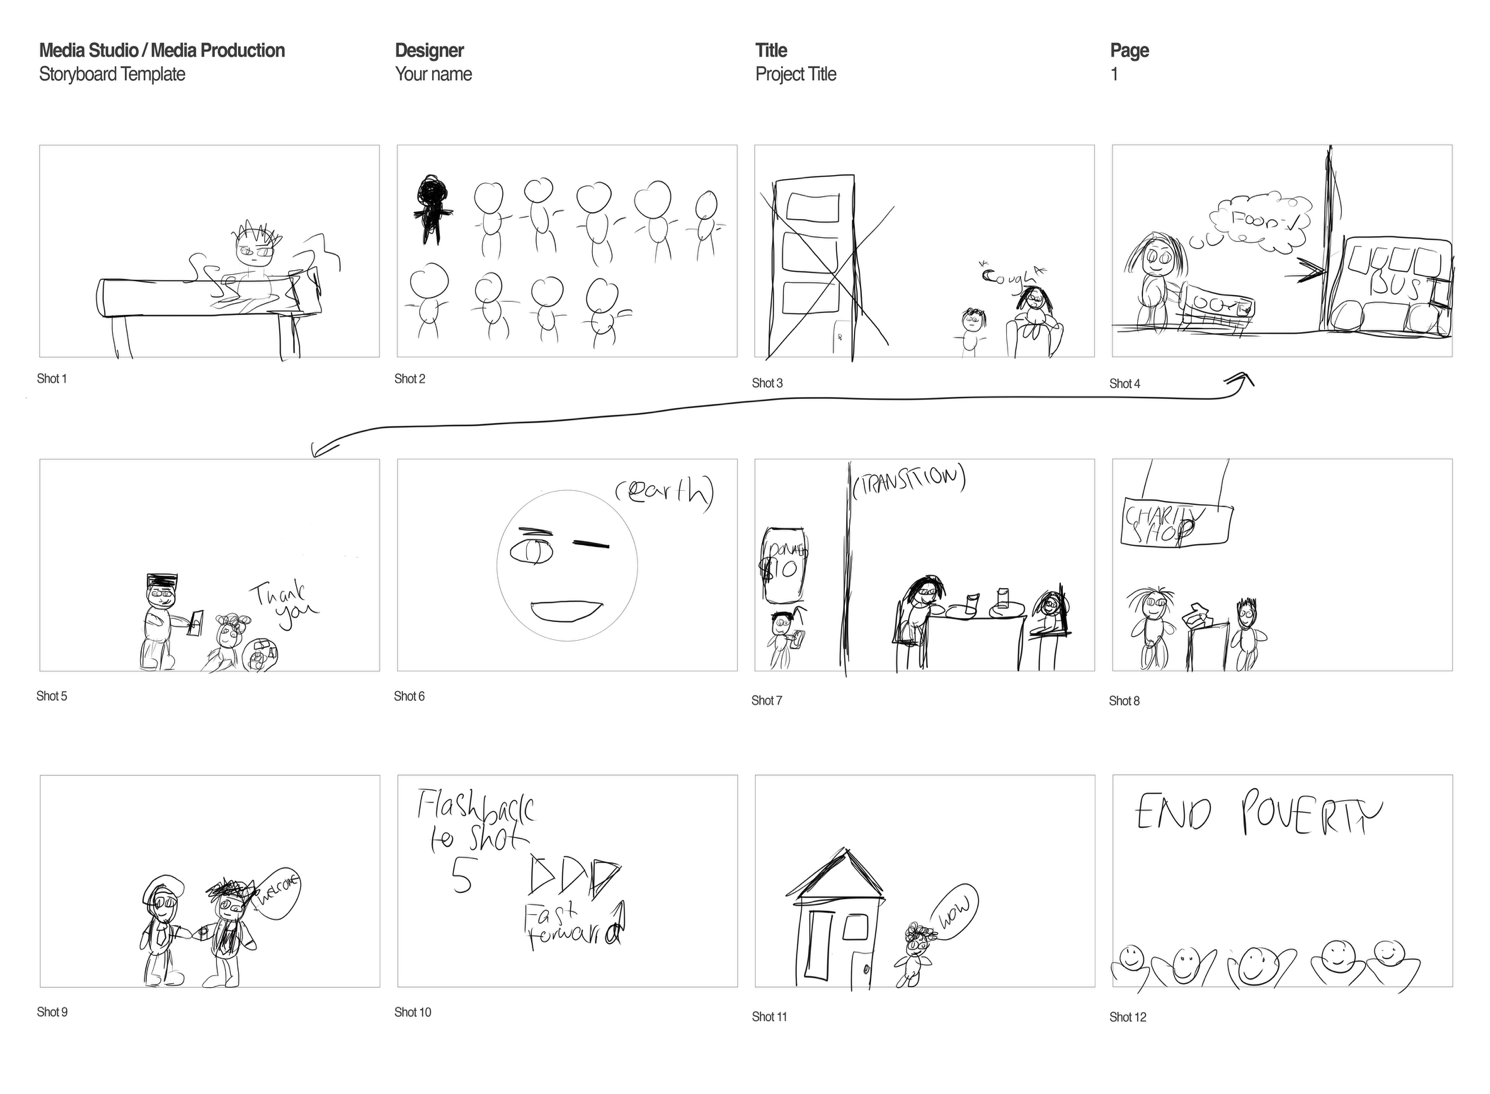 Media Studio / Media Production
Storyboard Template
Designer
Your name
Title
Project Title
Page
1
"Cough"
Food ✓
BUS
Shot 1
Shot 2
Shot 3
Shot 4
Thank
you
(earth)
(TRANSITION)
DONATED
10
CHARITY
SHOP
Shot 5
Shot 6
Shot 7
Shot 8
WELCOME
Flashback
to shot
5
Fast
forward
WOW
END POVERTY
Shot 9
Shot 10
Shot 11
Shot 12